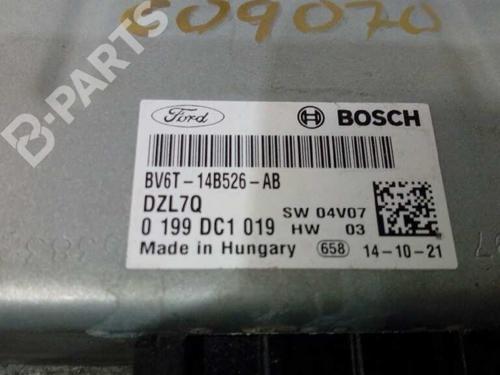 609070
B-PARTS
Ford
BOSCH
BV6T-14B526-AB
DZL7Q
0 199 DC1 019
SW 04V07
HW 03
Made in Hungary
658
14-10-21